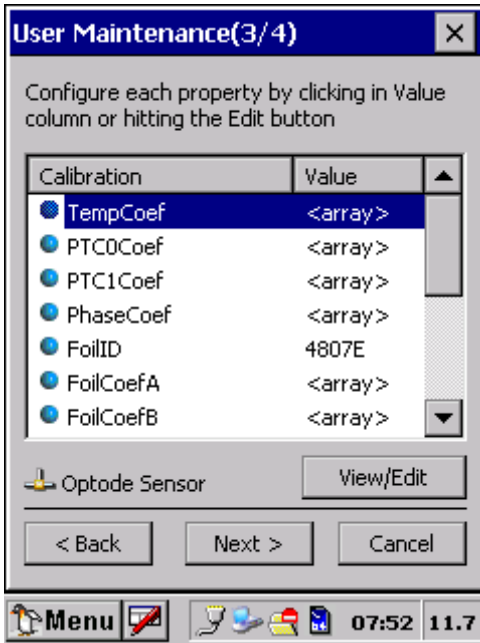 User Maintenance(3/4)
Configure each property by clicking in Value
column or hitting the Edit button
Calibration Value
TempCoef <array>
PTC0Coef <array>
PTC1Coef <array>
PhaseCoef <array>
FoilID 4807E
FoilCoefA <array>
FoilCoefB <array>
Optode Sensor View/Edit
< Back Next > Cancel
Menu 07:52 11.7